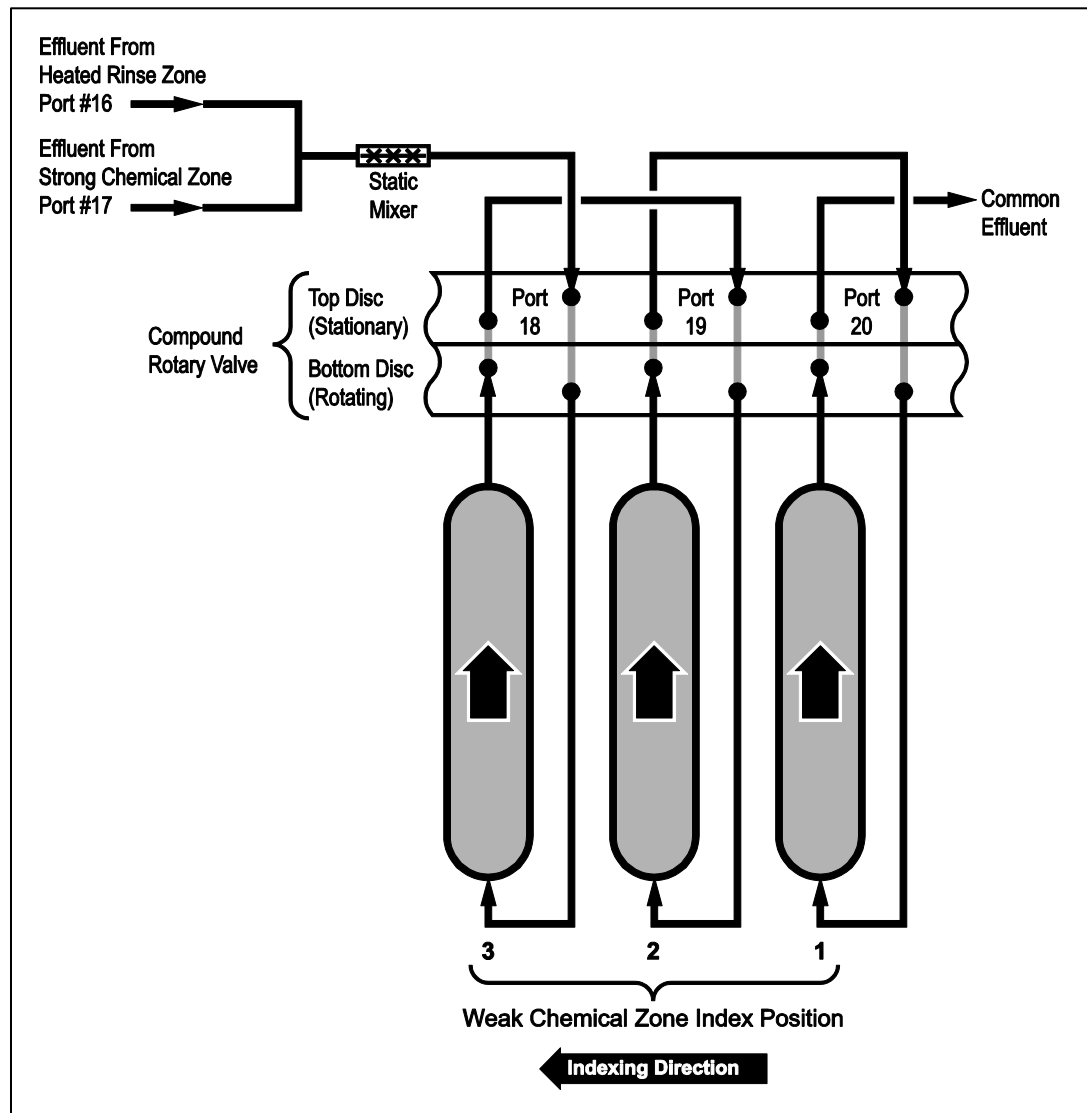 Effluent From
Heated Rinse Zone
Port #16
Effluent From
Strong Chemical Zone
Port #17
Static
Mixer
Common
Effluent
Compound
Rotary Valve
Top Disc
(Stationary)
Bottom Disc
(Rotating)
Port
18
Port
19
Port
20
3
2
1
Weak Chemical Zone Index Position
Indexing Direction